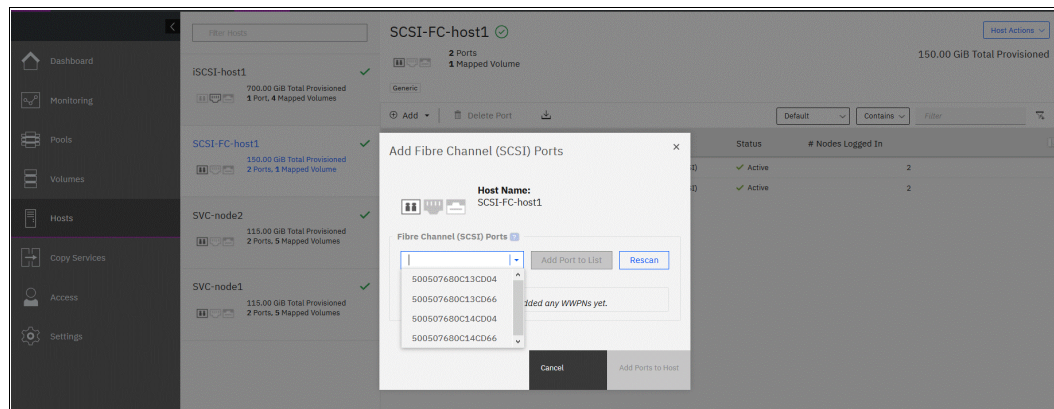 Filter Hosts
SCSI-FC-host1
Host Actions
2 Ports
1 Mapped Volume
150.00 GiB Total Provisioned
Generic
Dashboard
Monitoring
Pools
Volumes
Hosts
Copy Services
Access
Settings
iSCSI-host1
700.00 GiB Total Provisioned
1 Port, 4 Mapped Volumes
SCSI-FC-host1
150.00 GiB Total Provisioned
2 Ports, 1 Mapped Volume
SVC-node2
115.00 GiB Total Provisioned
2 Ports, 5 Mapped Volumes
SVC-node1
115.00 GiB Total Provisioned
2 Ports, 5 Mapped Volumes
Add
Delete Port
Default
Contains
Filter
Status
# Nodes Logged In
Active
2
Active
2
Add Fibre Channel (SCSI) Ports
Host Name:
SCSI-FC-host1
Fibre Channel (SCSI) Ports ?
Add Port to List
Rescan
500507680C13CD04
500507680C13CD66
500507680C14CD04
500507680C14CD66
any WWPNs yet.
Cancel
Add Ports to Host